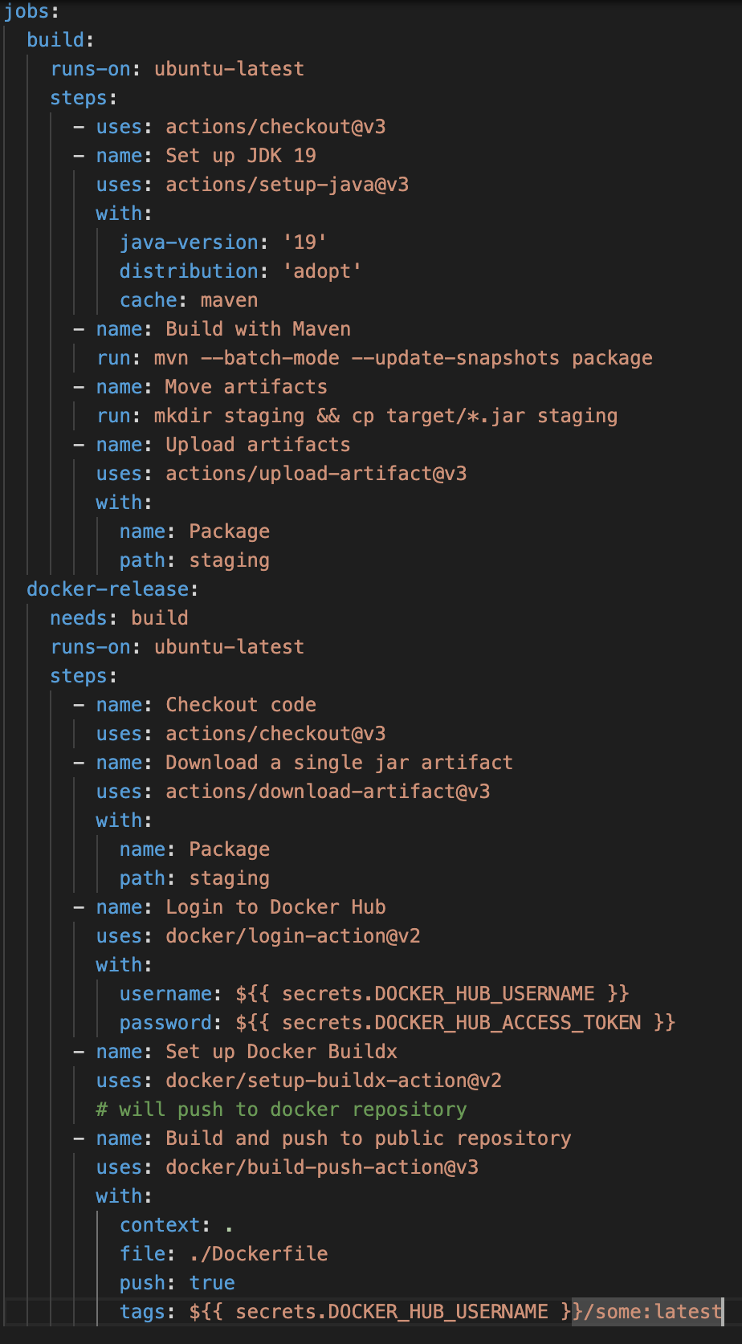 jobs:
  build:
    runs-on: ubuntu-latest
    steps:
      - uses: actions/checkout@v3
      - name: Set up JDK 19
        uses: actions/setup-java@v3
        with:
          java-version: '19'
          distribution: 'adopt'
          cache: maven
      - name: Build with Maven
        run: mvn --batch-mode --update-snapshots package
      - name: Move artifacts
        run: mkdir staging && cp target/*.jar staging
      - name: Upload artifacts
        uses: actions/upload-artifact@v3
        with:
          name: Package
          path: staging
  docker-release:
    needs: build
    runs-on: ubuntu-latest
    steps:
      - name: Checkout code
        uses: actions/checkout@v3
      - name: Download a single jar artifact
        uses: actions/download-artifact@v3
        with:
          name: Package
          path: staging
      - name: Login to Docker Hub
        uses: docker/login-action@v2
        with:
          username: ${{ secrets.DOCKER_HUB_USERNAME }}
          password: ${{ secrets.DOCKER_HUB_ACCESS_TOKEN }}
      - name: Set up Docker Buildx
        uses: docker/setup-buildx-action@v2
        # will push to docker repository
      - name: Build and push to public repository
        uses: docker/build-push-action@v3
        with:
          context: .
          file: ./Dockerfile
          push: true
          tags: ${{ secrets.DOCKER_HUB_USERNAME }}/some:latest